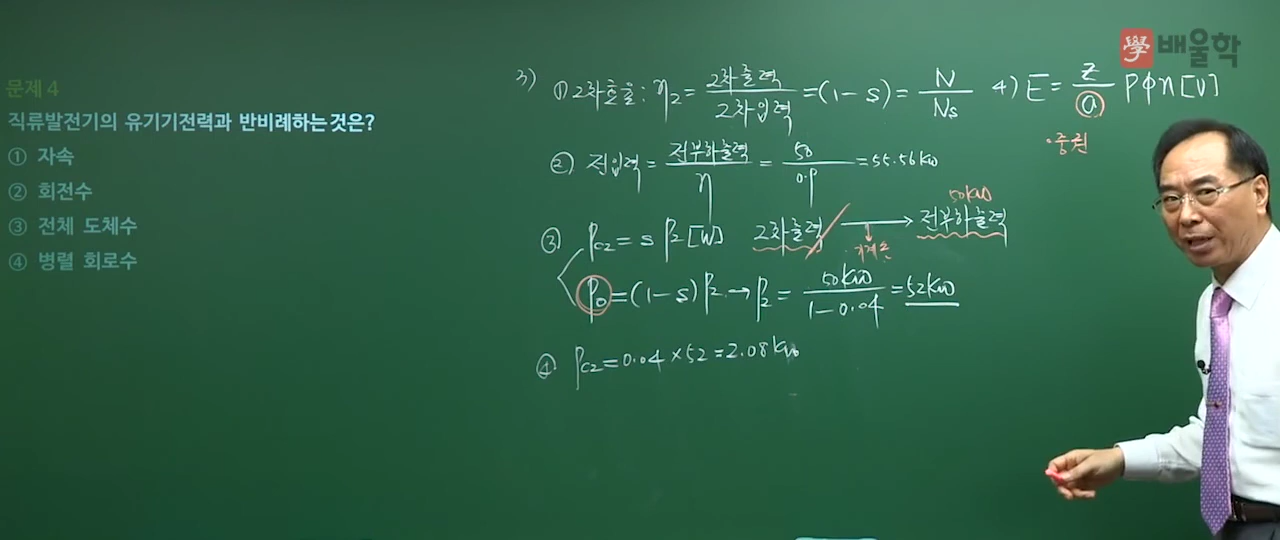 學 배울학
문제 4
직류발전기의 유기기전력과 반비례하는 것은?
① 자속
② 회전수
③ 전체 도체수
④ 병렬 회로수
3) ① 2차효율: η₂ = 2차출력 / 2차입력 = (1 - s) = N / Ns
② 전입력 = 전부하출력 / η = 50 / 0.9 = 55.56kW
③ Pc2 = s P2 [W] 2차출력 → 전부하출력
50kW
기계손
P0 = (1 - s) P2 → P2 = 50kW / 1 - 0.04 = 52kW
④ Pc2 = 0.04 × 52 = 2.08kW
4) E = Z / a PΦn [V]
·중권